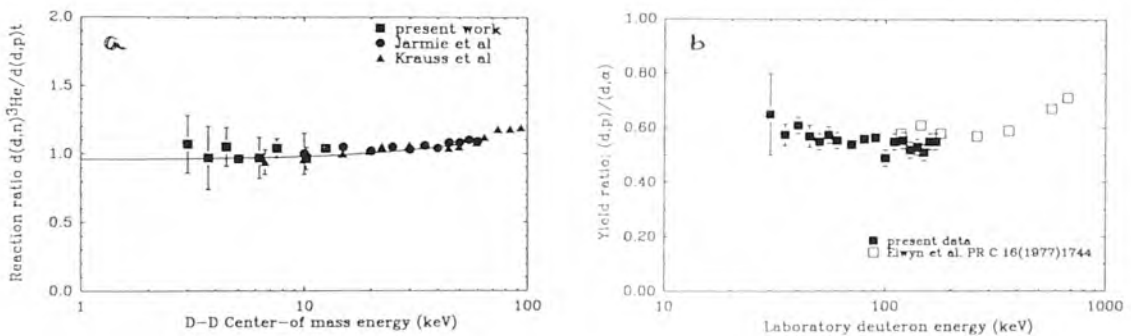 a
Reaction ratio d(d,n)³He/d(d,p)t
2.0
1.5
1.0
0.5
0.0
■ present work
● Jarmie et al
▲ Krauss et al
1
10
100
D-D Center-of mass energy (keV)
b
Yield ratio; (d,p)/(d,α)
1.00
0.80
0.60
0.40
0.20
0.00
■ present data
□ Elwyn et al. PR C 16(1977)1744
10
100
1000
Laboratory deuteron energy (keV)